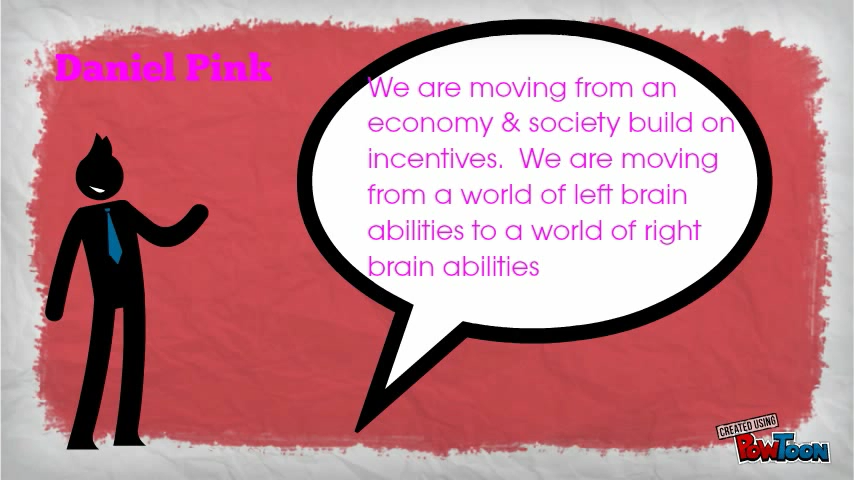 Daniel Pink
We are moving from an
economy & society build on
incentives.  We are moving
from a world of left brain
abilities to a world of right
brain abilities
CREATED USING
POWTOON